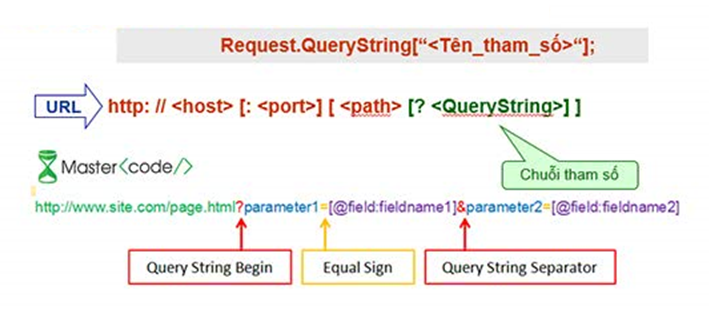 Request.QueryString[“<Tên_tham_số>“];
URL
http: // <host> [: <port>] [ <path> [? <QueryString>] ]
Master<code/>
Chuỗi tham số
http://www.site.com/page.html?parameter1=[@field:fieldname1]&parameter2=[@field:fieldname2]
Query String Begin
Equal Sign
Query String Separator